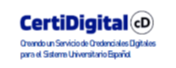 CertiDigital cD
Creando un Servicio de Credenciales Digitales
para el Sistema Universitario Español